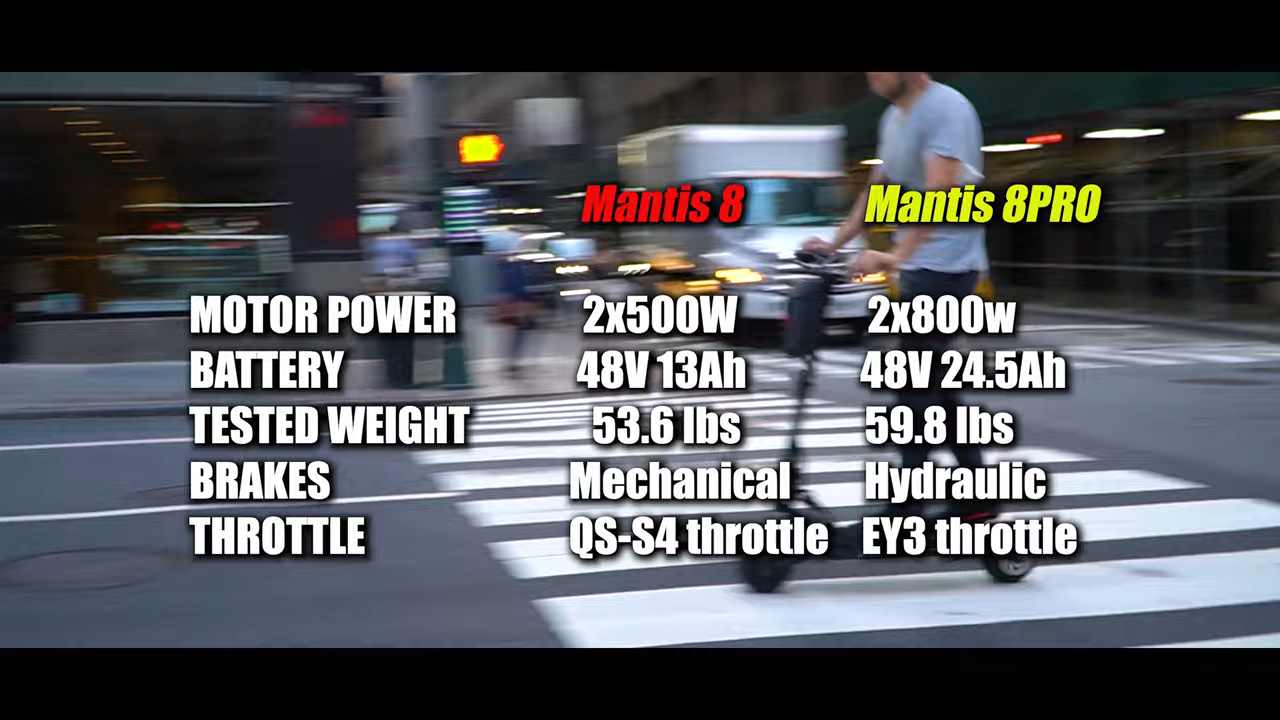 Mantis 8 Mantis 8PRO
MOTOR POWER 2x500W 2x800w
BATTERY 48V 13Ah 48V 24.5Ah
TESTED WEIGHT 53.6 lbs 59.8 lbs
BRAKES Mechanical Hydraulic
THROTTLE QS-S4 throttle EY3 throttle